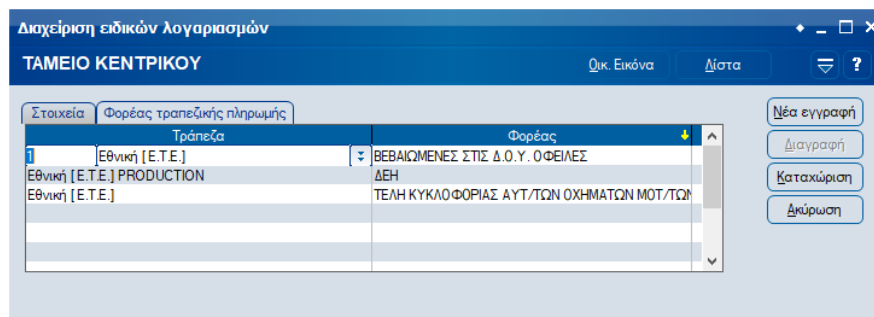 Διαχείριση ειδικών λογαριασμών
ΤΑΜΕΙΟ ΚΕΝΤΡΙΚΟΥ Οικ. Εικόνα Λίστα ?
Στοιχεία Φορέας τραπεζικής πληρωμής
Νέα εγγραφή
Τράπεζα Φορέας
1 Εθνική [Ε.Τ.Ε.] ΒΕΒΑΙΩΜΕΝΕΣ ΣΤΙΣ Δ.Ο.Υ. ΟΦΕΙΛΕΣ
Διαγραφή
Εθνική [Ε.Τ.Ε.] PRODUCTION ΔΕΗ
Καταχώριση
Εθνική [Ε.Τ.Ε.] ΤΕΛΗ ΚΥΚΛΟΦΟΡΙΑΣ ΑΥΤ/ΤΩΝ ΟΧΗΜΑΤΩΝ ΜΟΤ/ΤΩΝ
Ακύρωση